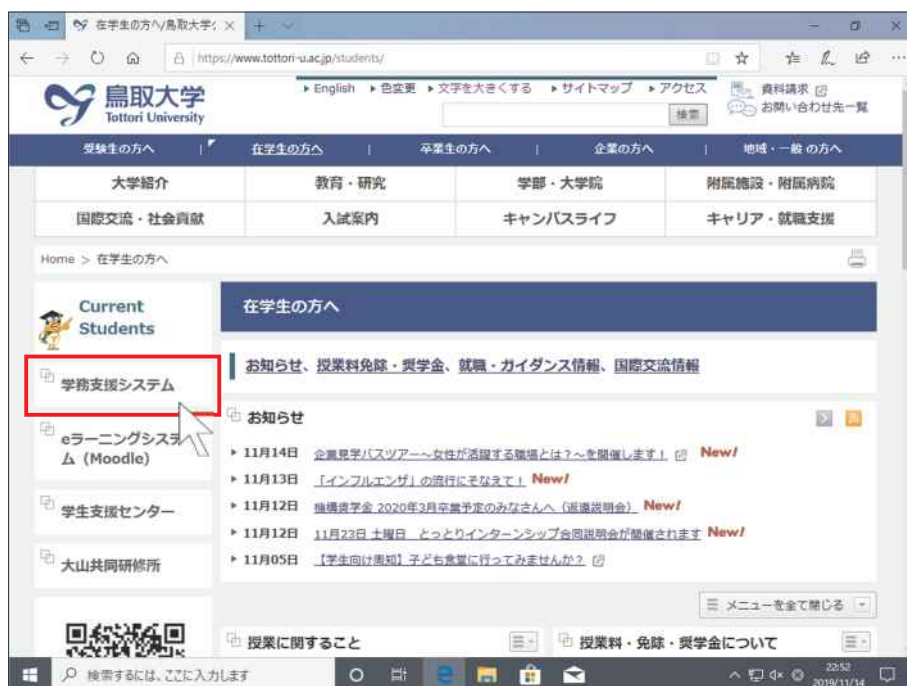 在学生の方へ/鳥取大学
https://www.tottori-u.ac.jp/students/
鳥取大学
Tottori University
English 色変更 文字を大きくする サイトマップ アクセス
資料請求
お問い合わせ先一覧
検索
受験生の方へ 在学生の方へ 卒業生の方へ 企業の方へ 地域・一般の方へ
大学紹介 教育・研究 学部・大学院 附属施設・附属病院
国際交流・社会貢献 入試案内 キャンパスライフ キャリア・就職支援
Home > 在学生の方へ
Current
Students
学務支援システム
eラーニングシステ
ム (Moodle)
学生支援センター
大山共同研修所
在学生の方へ
お知らせ、授業料免除・奨学金、就職・ガイダンス情報、国際交流情報
お知らせ
11月14日 企業見学バスツアー~女性が活躍する職場とは?~を開催します! New!
11月13日 「インフルエンザ」の流行にそなえて! New!
11月12日 機構奨学金 2020年3月卒業予定のみなさんへ(返還説明会) New!
11月12日 11月23日 土曜日 とっとりインターンシップ合同説明会が開催されます New!
11月05日 【学生向け周知】子ども食堂に行ってみませんか?
メニューを全て閉じる
授業に関すること
授業料・免除・奨学金について
検索するには、ここに入力します
22:52
2019/11/14